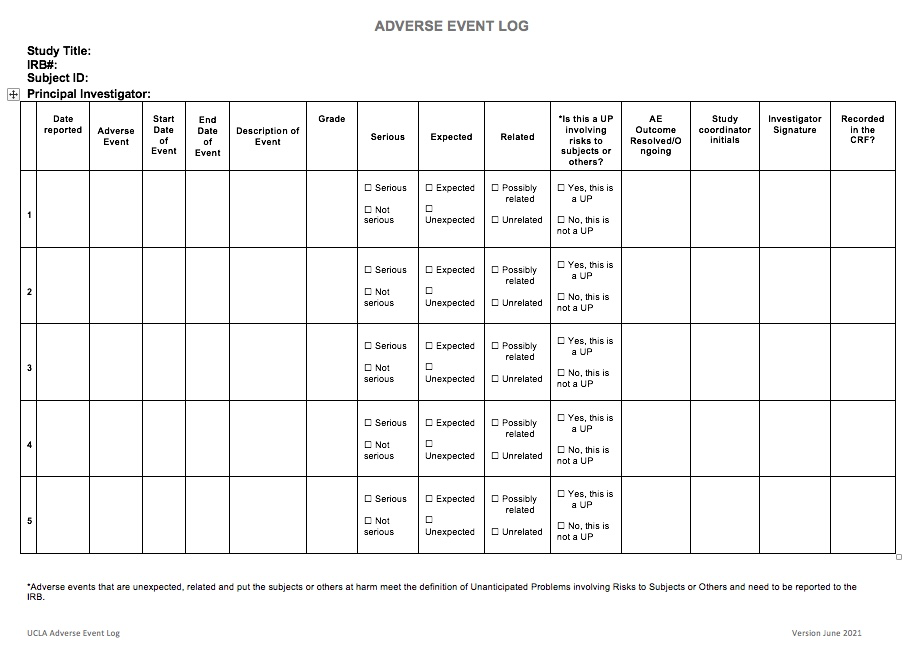 ADVERSE EVENT LOG
Study Title:
IRB#:
Subject ID:
Principal Investigator:
Date reported
Adverse Event
Start Date of Event
End Date of Event
Description of Event
Grade
Serious
Expected
Related
*Is this a UP involving risks to subjects or others?
AE Outcome Resolved/O ngoing
Study coordinator initials
Investigator Signature
Recorded in the CRF?
1
☐ Serious
☐ Not serious
☐ Expected
☐ Unexpected
☐ Possibly related
☐ Unrelated
☐ Yes, this is a UP
☐ No, this is not a UP
2
☐ Serious
☐ Not serious
☐ Expected
☐ Unexpected
☐ Possibly related
☐ Unrelated
☐ Yes, this is a UP
☐ No, this is not a UP
3
☐ Serious
☐ Not serious
☐ Expected
☐ Unexpected
☐ Possibly related
☐ Unrelated
☐ Yes, this is a UP
☐ No, this is not a UP
4
☐ Serious
☐ Not serious
☐ Expected
☐ Unexpected
☐ Possibly related
☐ Unrelated
☐ Yes, this is a UP
☐ No, this is not a UP
5
☐ Serious
☐ Not serious
☐ Expected
☐ Unexpected
☐ Possibly related
☐ Unrelated
☐ Yes, this is a UP
☐ No, this is not a UP
*Adverse events that are unexpected, related and put the subjects or others at harm meet the definition of Unanticipated Problems involving Risks to Subjects or Others and need to be reported to the
IRB.
UCLA Adverse Event Log
Version June 2021